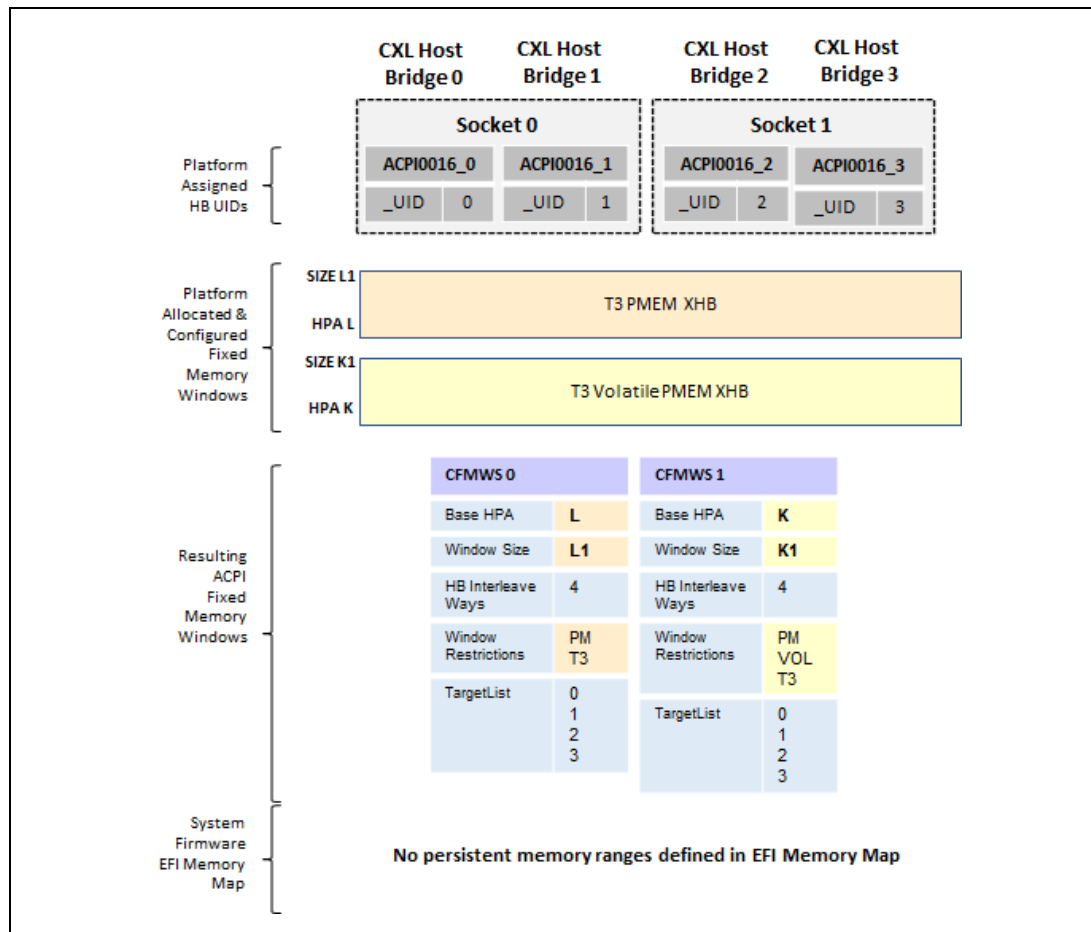 CXL Host
Bridge 0
CXL Host
Bridge 1
CXL Host
Bridge 2
CXL Host
Bridge 3
Platform
Assigned
HB UIDs
Socket 0
Socket 1
ACPI0016_0
ACPI0016_1
ACPI0016_2
ACPI0016_3
_UID 0
_UID 1
_UID 2
_UID 3
Platform
Allocated &
Configured
Fixed
Memory
Windows
SIZE L1
HPA L
T3 PMEM XHB
SIZE K1
HPA K
T3 Volatile PMEM XHB
Resulting
ACPI
Fixed
Memory
Windows
CFMWS 0
Base HPA L
Window Size L1
HB Interleave
Ways
4
Window
Restrictions
PM
T3
TargetList
0
1
2
3
CFMWS 1
Base HPA K
Window Size K1
HB Interleave
Ways
4
Window
Restrictions
PM
VOL
T3
TargetList
0
1
2
3
System
Firmware
EFI Memory
Map
No persistent memory ranges defined in EFI Memory Map